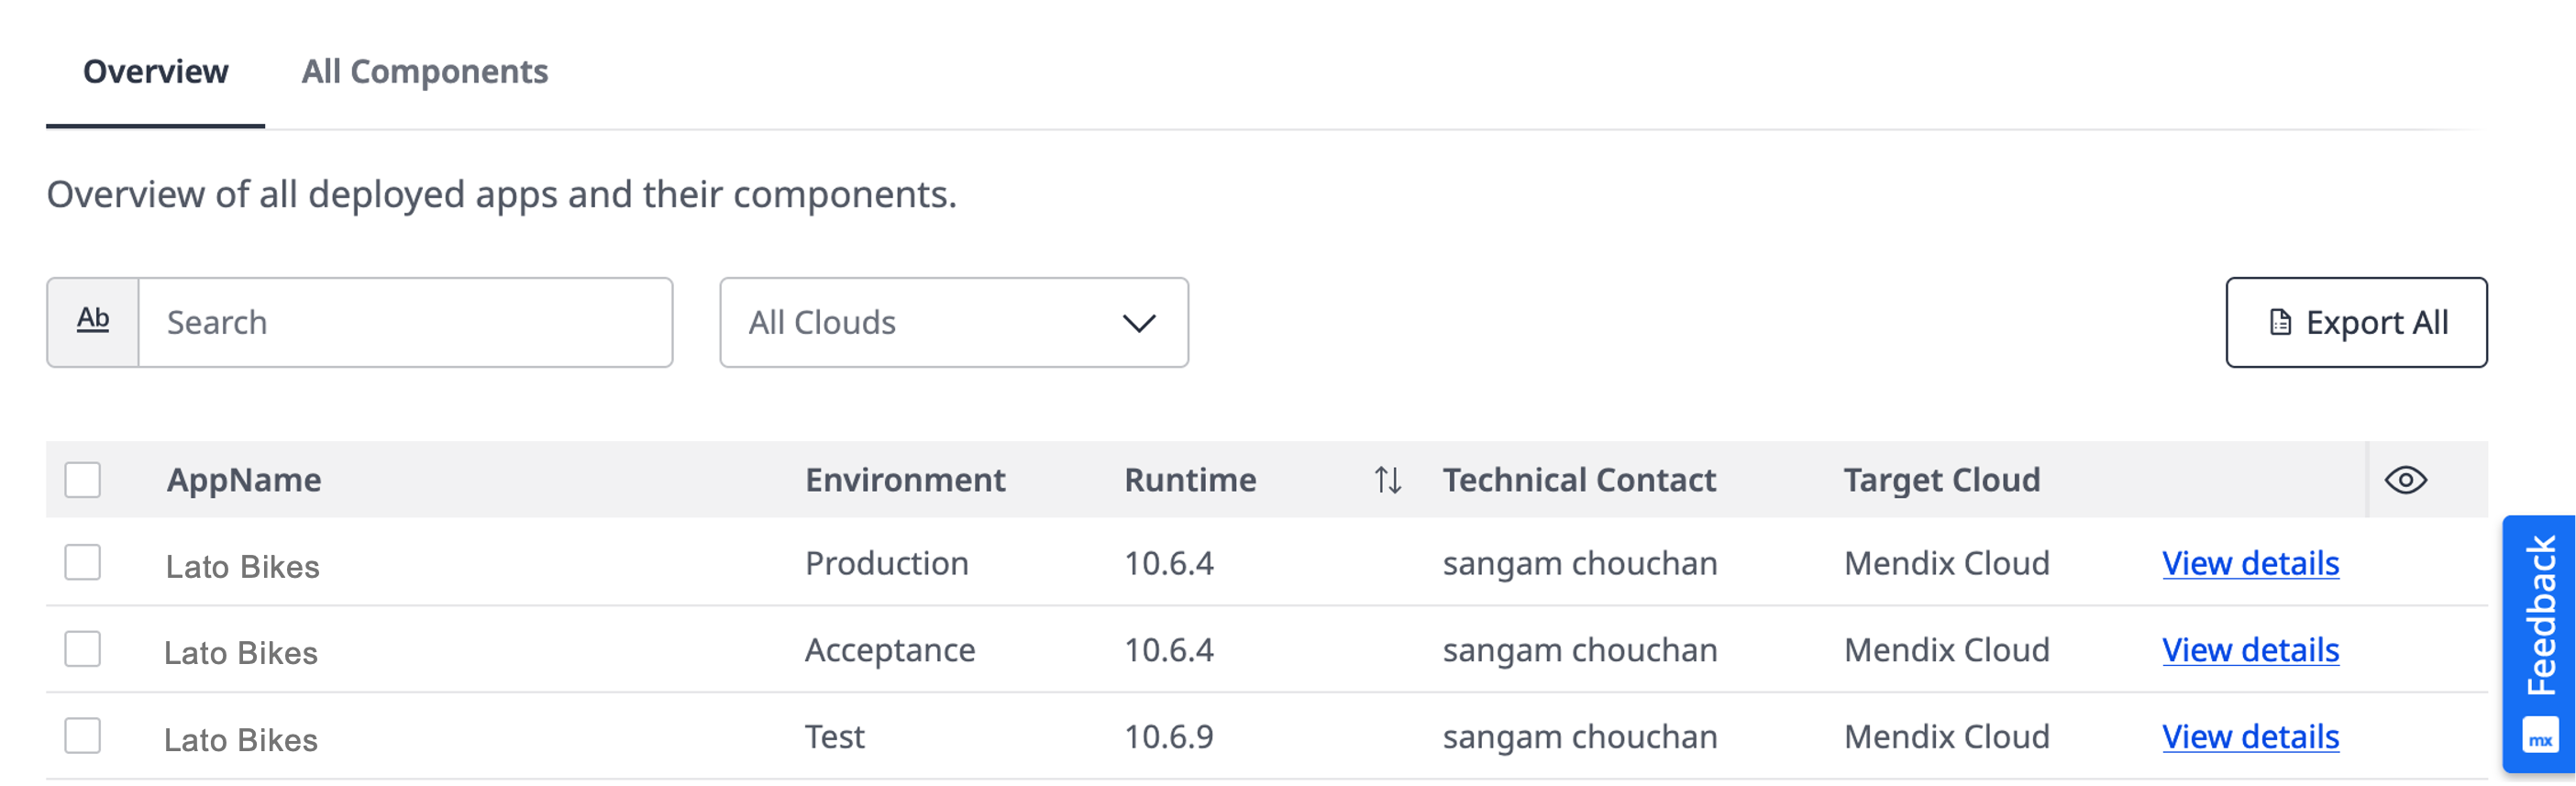 Overview All Components
Overview of all deployed apps and their components.
Ab Search All Clouds Export All
AppName Environment Runtime Technical Contact Target Cloud
Lato Bikes Production 10.6.4 sangam chouchan Mendix Cloud View details
Lato Bikes Acceptance 10.6.4 sangam chouchan Mendix Cloud View details
Lato Bikes Test 10.6.9 sangam chouchan Mendix Cloud View details
Feedback
mx